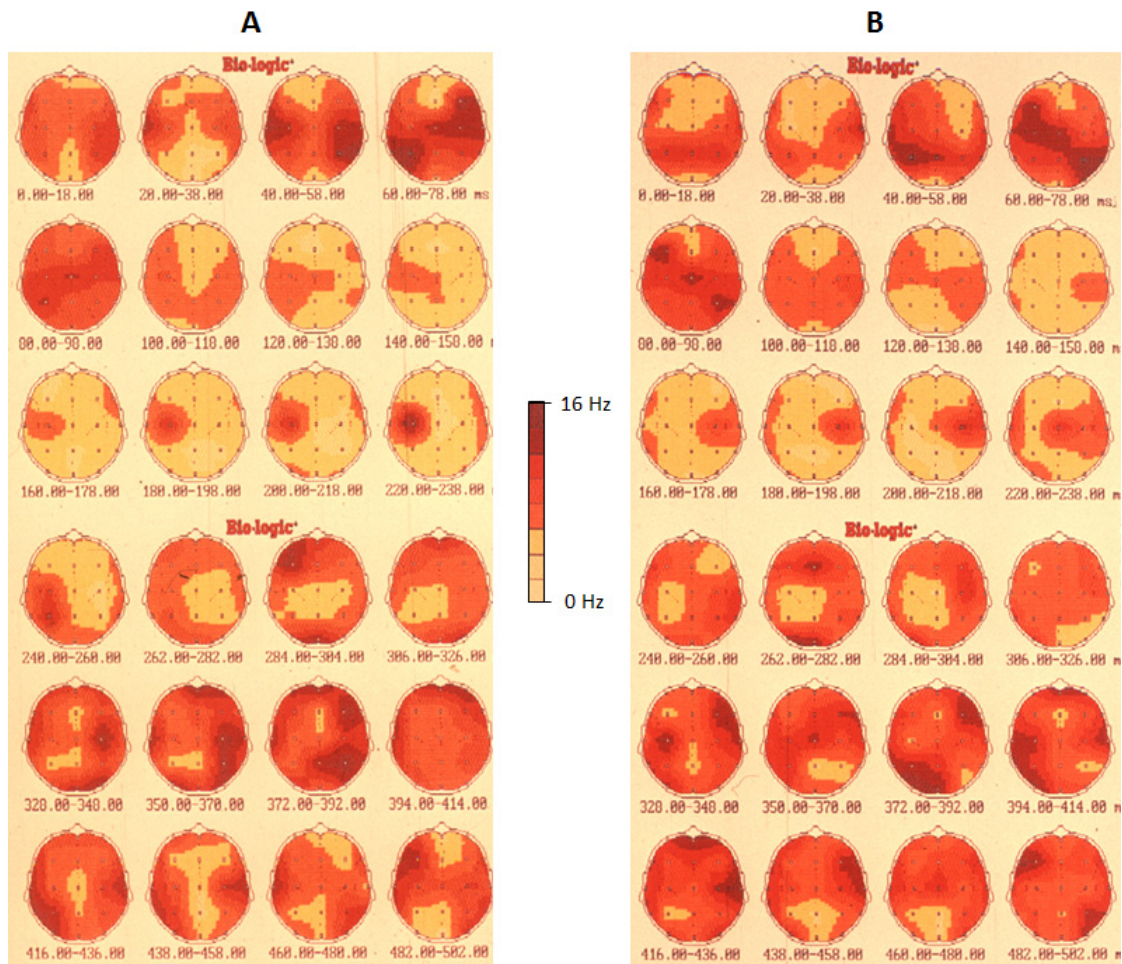 A
Bio-logic+
0.00-18.00 20.00-38.00 40.00-58.00 60.00-78.00 ms
80.00-98.00 100.00-118.00 120.00-138.00 140.00-158.00
160.00-178.00 180.00-198.00 200.00-218.00 220.00-238.00
Bio-logic+
240.00-260.00 262.00-282.00 284.00-304.00 306.00-326.00
328.00-348.00 350.00-370.00 372.00-392.00 394.00-414.00
416.00-436.00 438.00-458.00 460.00-480.00 482.00-502.00
16 Hz
0 Hz
B
Bio-logic+
0.00-18.00 20.00-38.00 40.00-58.00 60.00-78.00 ms
80.00-98.00 100.00-118.00 120.00-138.00 140.00-158.00 m
160.00-178.00 180.00-198.00 200.00-218.00 220.00-238.00 m
Bio-logic+
240.00-260.00 262.00-282.00 284.00-304.00 306.00-326.00 m
328.00-348.00 350.00-370.00 372.00-392.00 394.00-414.00 m
416.00-436.00 438.00-458.00 460.00-480.00 482.00-502.00 m